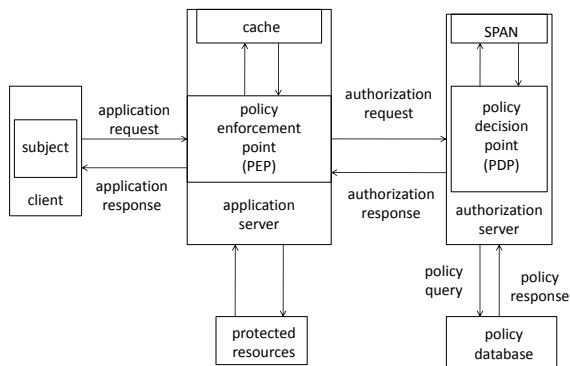 cache
SPAN
application
request
policy
enforcement
point
(PEP)
authorization
request
policy
decision
point
(PDP)
subject
client
application
response
application
server
authorization
response
authorization
server
policy
query
policy
response
protected
resources
policy
database